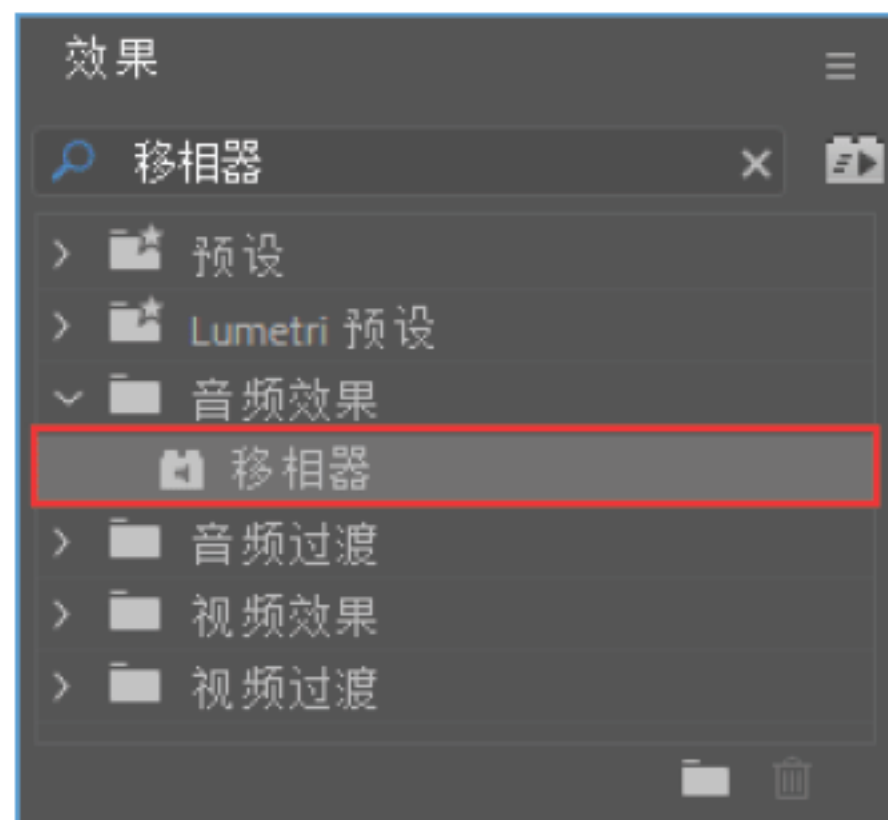 效果
移相器
预设
Lumetri 预设
音频效果
移相器
音频过渡
视频效果
视频过渡